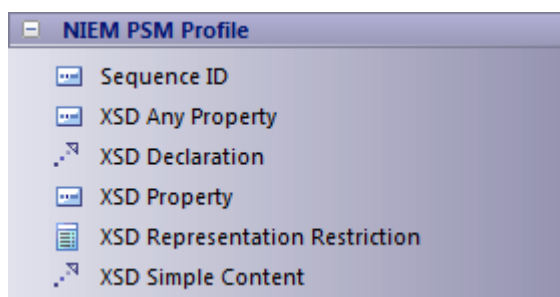 NIEM PSM Profile
Sequence ID
XSD Any Property
XSD Declaration
XSD Property
XSD Representation Restriction
XSD Simple Content